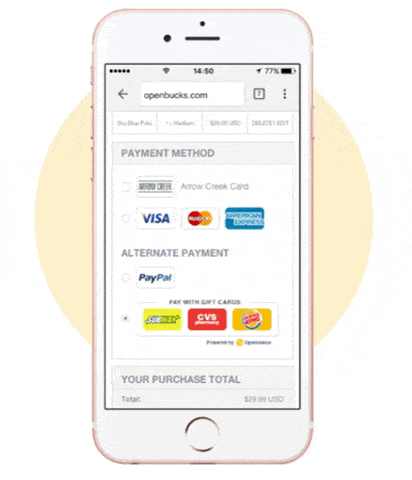 14:50
77%
openbucks.com
7
Sky Blue Polo
1 - Medium
$29.99 USD
DELETE | EDIT
PAYMENT METHOD
ARROW CREEK
Arrow Creek Card
VISA
MasterCard
AMERICAN EXPRESS
ALTERNATE PAYMENT
PayPal
PAY WITH GIFT CARDS
SUBWAY
CVS pharmacy
BURGER KING
Powered by Openbucks
YOUR PURCHASE TOTAL
Total: $29.99 USD